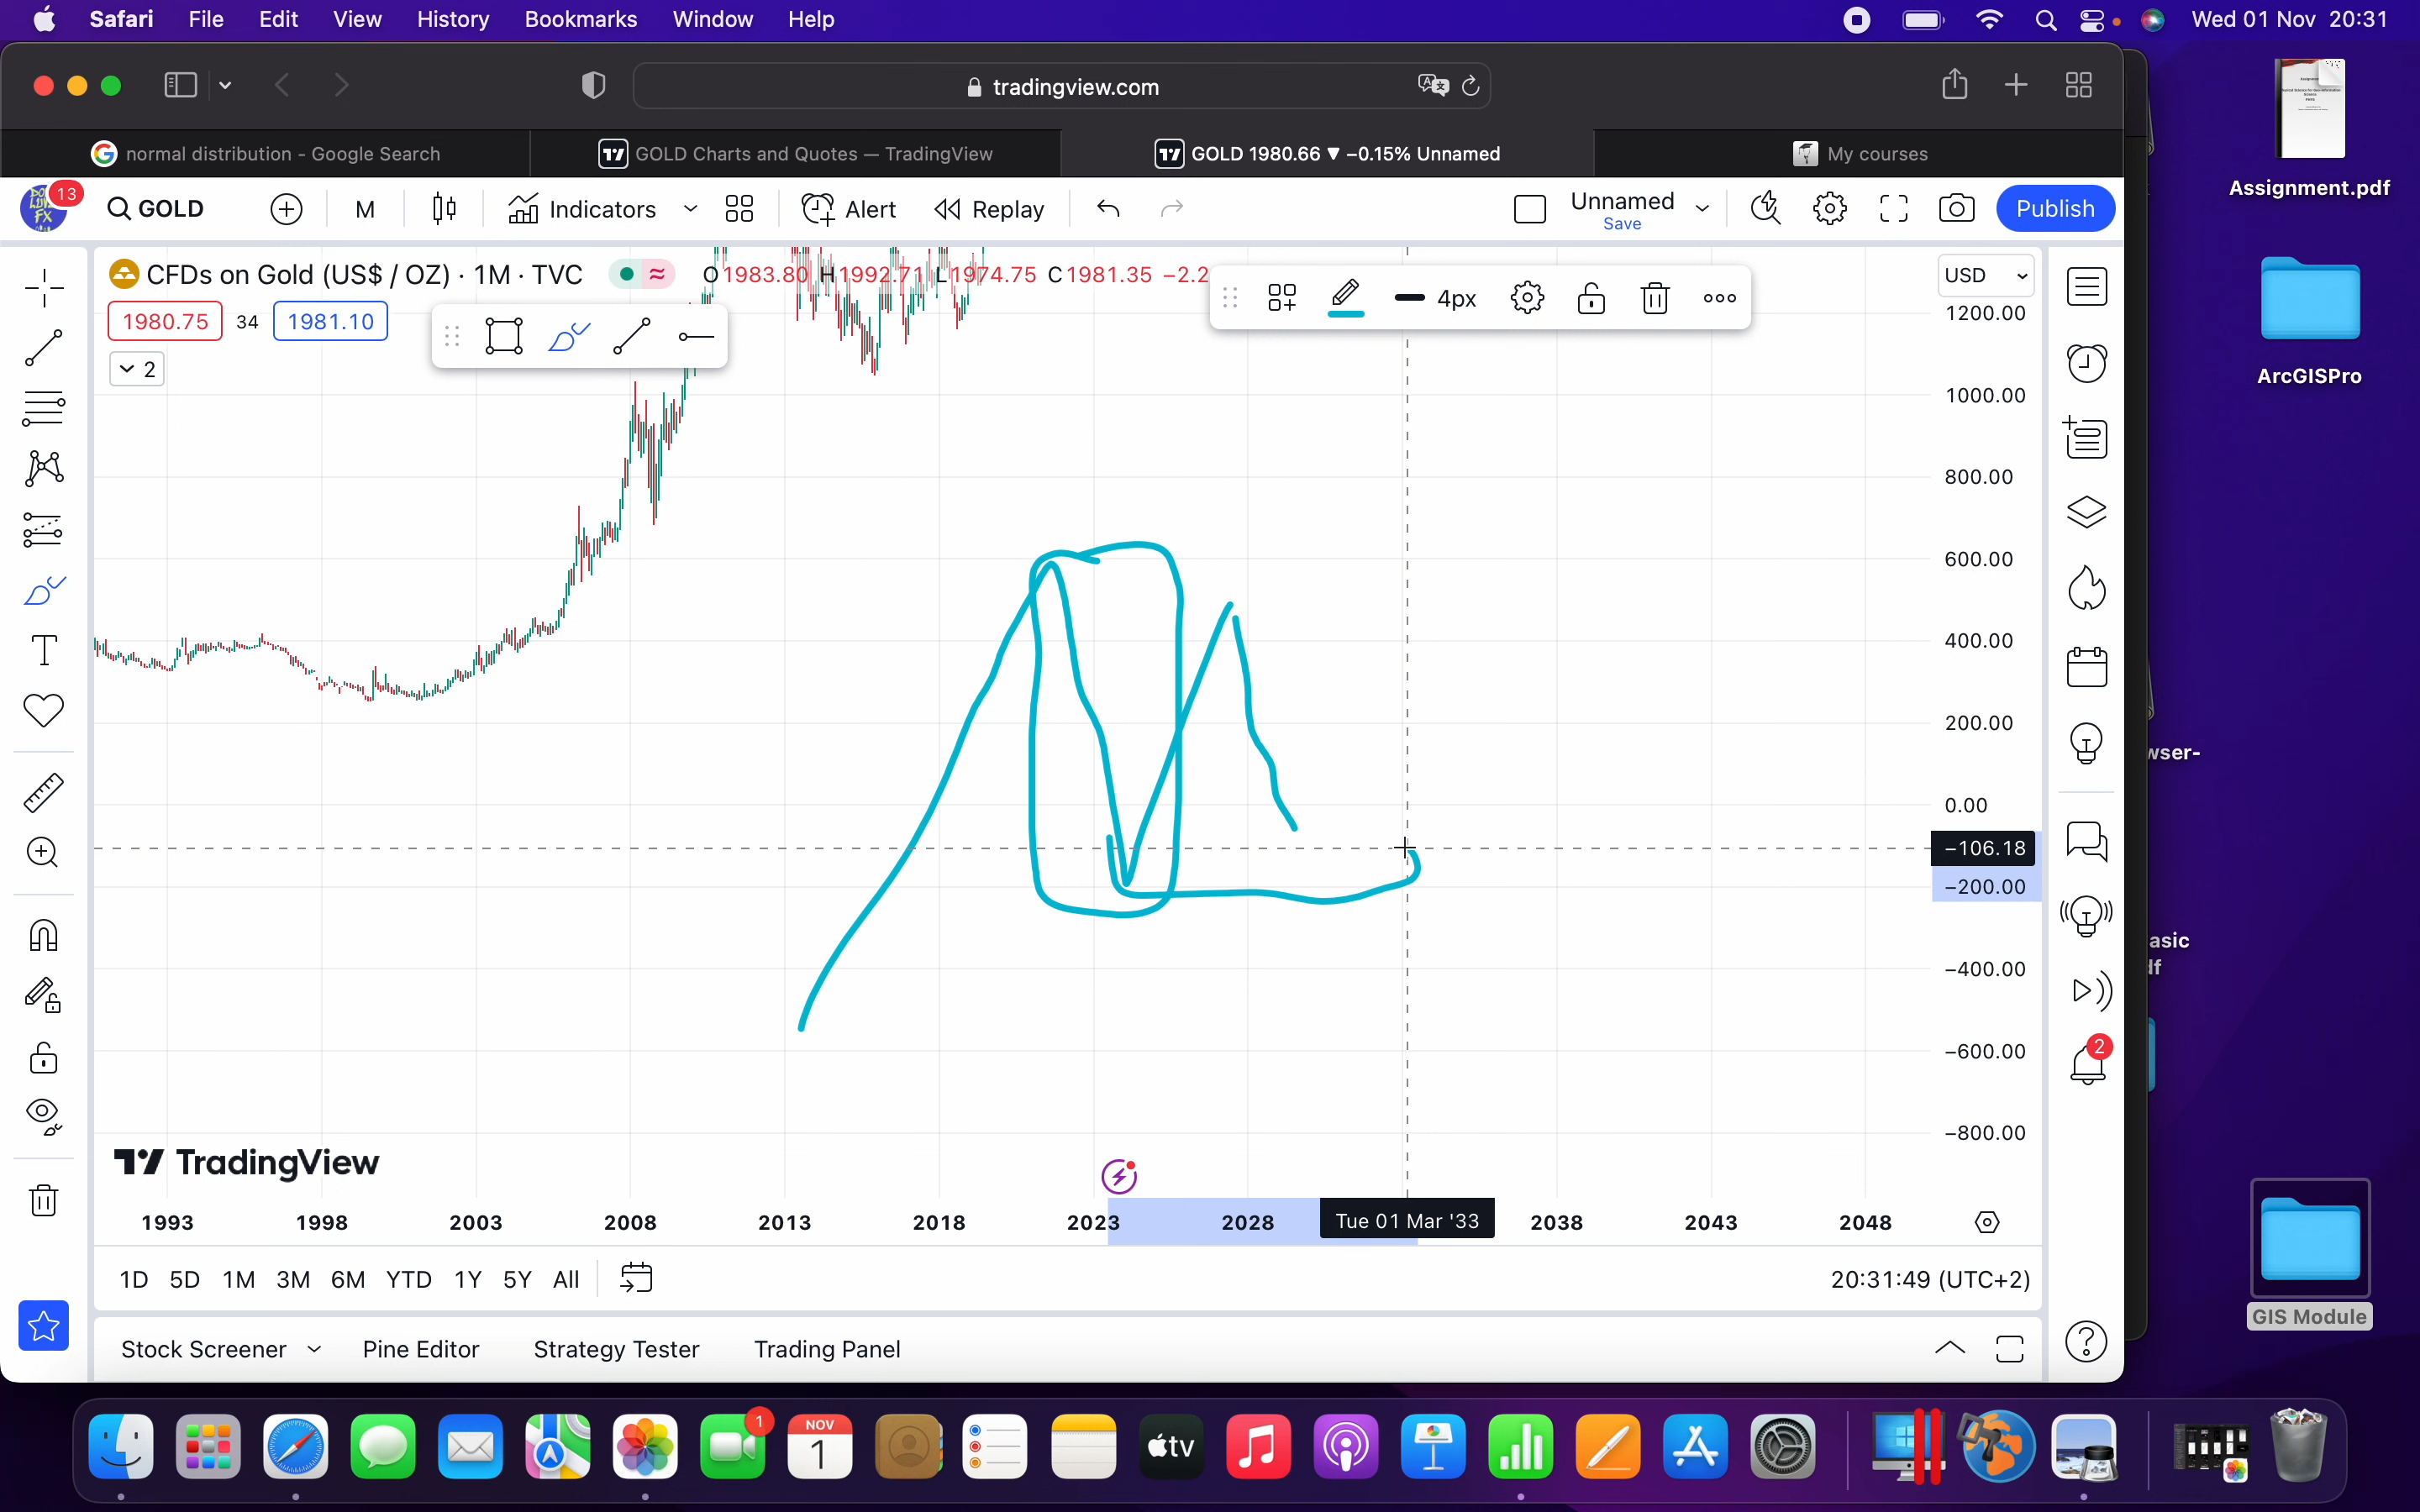 Safari File Edit View History Bookmarks Window Help Wed 01 Nov 20:31
tradingview.com
normal distribution - Google Search GOLD Charts and Quotes — TradingView GOLD 1980.66 ▼ −0.15% Unnamed My courses
13 GOLD M Indicators Alert Replay Unnamed Save Publish
CFDs on Gold (US$ / OZ) · 1M · TVC O1983.80 H1992.71 L1974.75 C1981.35 −2.2
USD
1980.75 34 1981.10
4px
2
1200.00
1000.00
800.00
600.00
400.00
200.00
0.00
−106.18
−200.00
−400.00
−600.00
−800.00
TradingView
1993 1998 2003 2008 2013 2018 2023 2028 Tue 01 Mar '33 2038 2043 2048
1D 5D 1M 3M 6M YTD 1Y 5Y All 20:31:49 (UTC+2)
Stock Screener Pine Editor Strategy Tester Trading Panel
2
Assignment.pdf
ArcGISPro
wser-
asic
df
GIS Module
1
NOV
1
tv